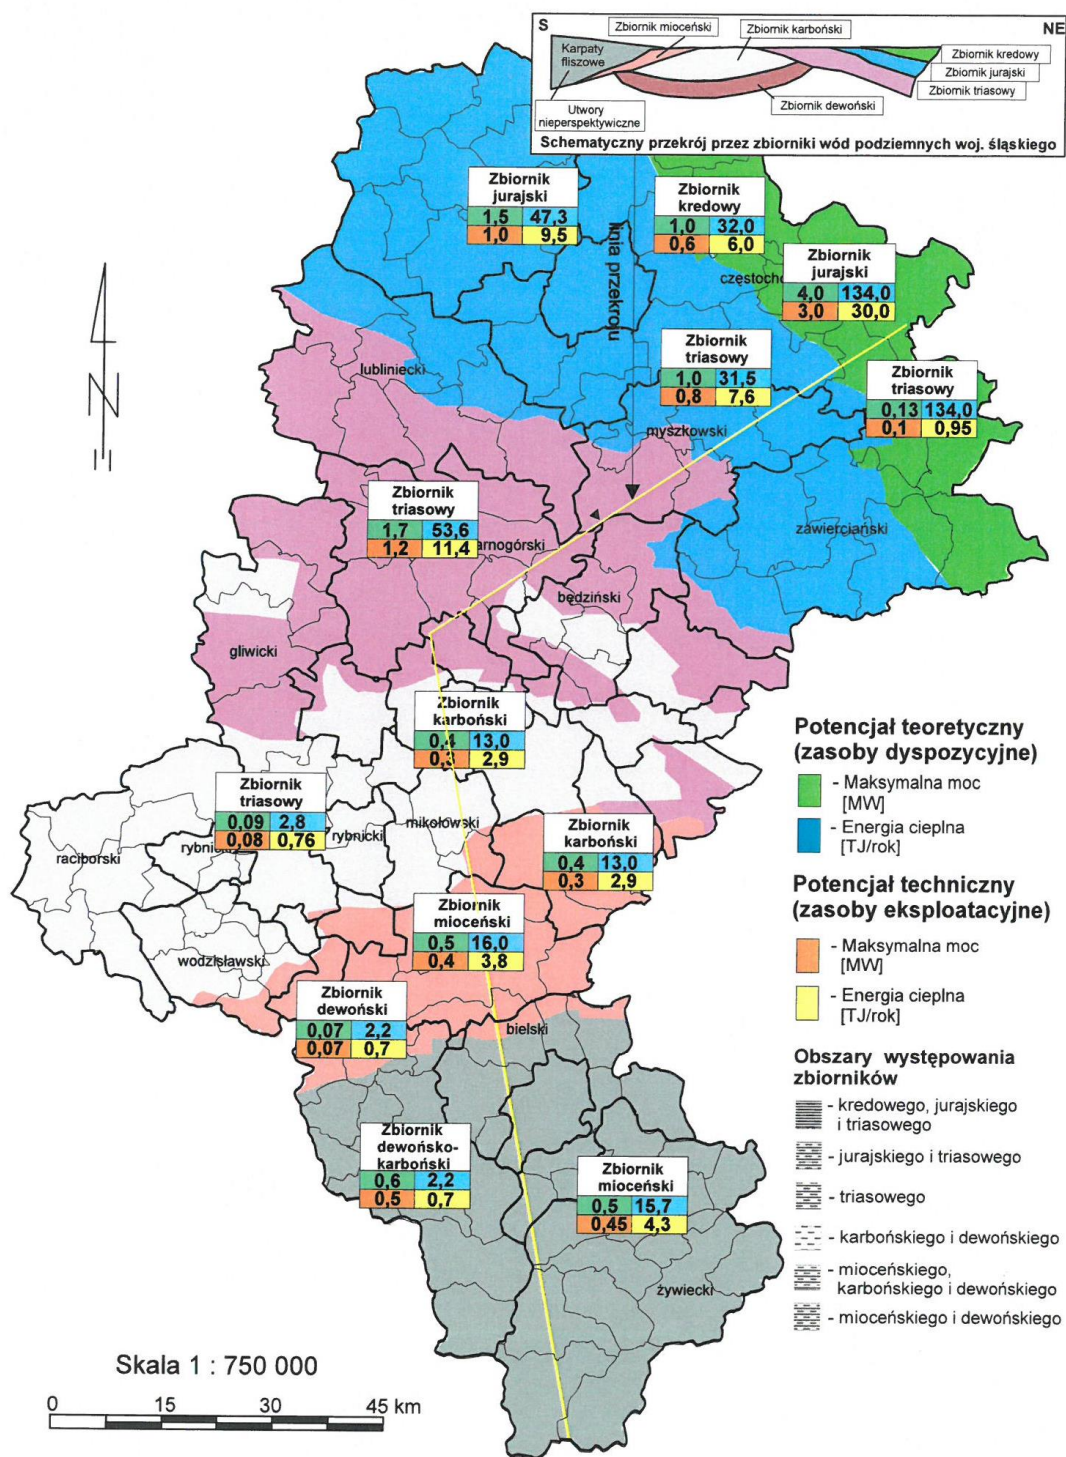 S
NE
Zbiornik mioceński
Zbiornik karboński
Karpaty
fliszowe
Zbiornik kredowy
Zbiornik jurajski
Zbiornik triasowy
Zbiornik dewoński
Utwory
nieperspektywiczne
Schematyczny przekrój przez zbiorniki wód podziemnych woj. śląskiego
Zbiornik
jurajski
1,5 47,3
1,0 9,5
linia przekroju
Zbiornik
kredowy
1,0 32,0
0,6 6,0
częstocho
Zbiornik
jurajski
4,0 134,0
3,0 30,0
Zbiornik
triasowy
1,0 31,5
0,8 7,6
Zbiornik
triasowy
0,13 134,0
0,1 0,95
lubliniecki
myszkowski
N
Zbiornik
triasowy
1,7 53,6
1,2 11,4
arnogórski
zawierciański
będziński
gliwicki
Zbiornik
karboński
0,4 13,0
0,3 2,9
Zbiornik
triasowy
0,09 2,8
0,08 0,76
raciborski
rybnicki
rybnicki
mikołowski
Zbiornik
karboński
0,4 13,0
0,3 2,9
Zbiornik
mioceński
0,5 16,0
0,4 3,8
wodzisławski
Zbiornik
dewoński
0,07 2,2
0,07 0,7
bielski
Zbiornik
dewońsko-
karboński
0,6 2,2
0,5 0,7
Zbiornik
mioceński
0,5 15,7
0,45 4,3
żywiecki
Potencjał teoretyczny
(zasoby dyspozycyjne)
- Maksymalna moc
[MW]
- Energia cieplna
[TJ/rok]
Potencjał techniczny
(zasoby eksploatacyjne)
- Maksymalna moc
[MW]
- Energia cieplna
[TJ/rok]
Obszary występowania
zbiorników
- kredowego, jurajskiego
i triasowego
- jurajskiego i triasowego
- triasowego
- karbońskiego i dewońskiego
- mioceńskiego,
karbońskiego i dewońskiego
- mioceńskiego i dewońskiego
Skala 1 : 750 000
0 15 30 45 km